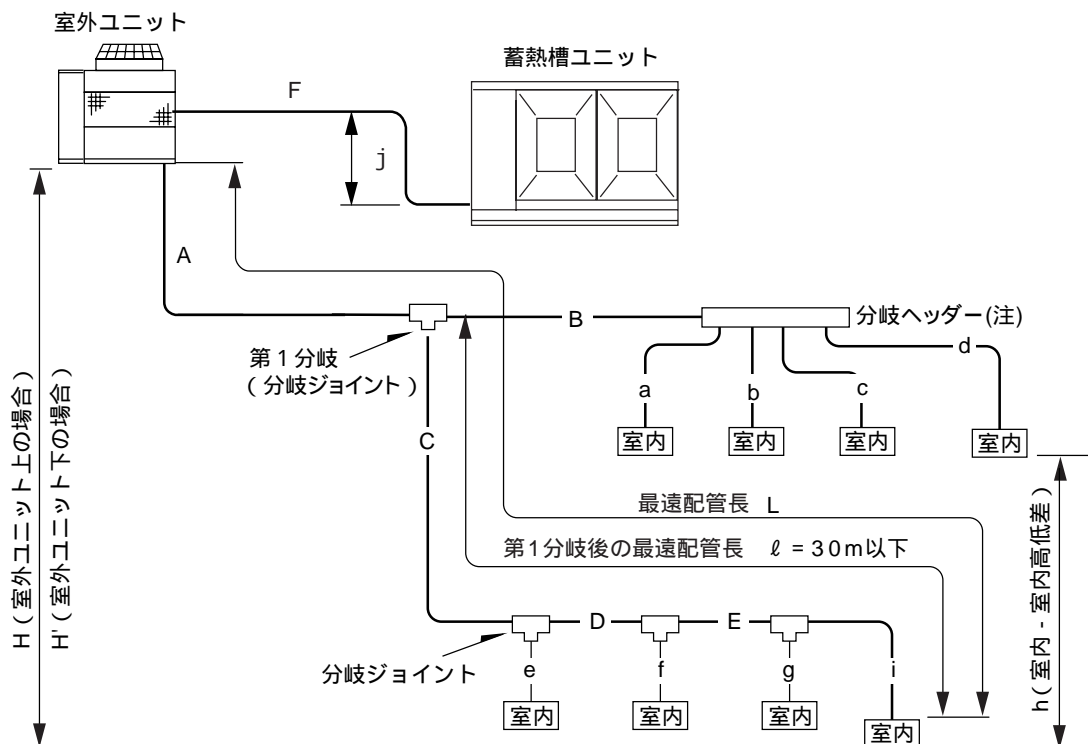 室外ユニット
蓄熱槽ユニット
F
j
A
B
分岐ヘッダー(注)
第1分岐
(分岐ジョイント)
a
b
c
d
室内
室内
室内
室内
C
最遠配管長 L
第1分岐後の最遠配管長 ℓ = 30m以下
H(室外ユニット上の場合)
H'(室外ユニット下の場合)
h(室内-室内高低差)
D
E
分岐ジョイント
e
f
g
i
室内
室内
室内
室内